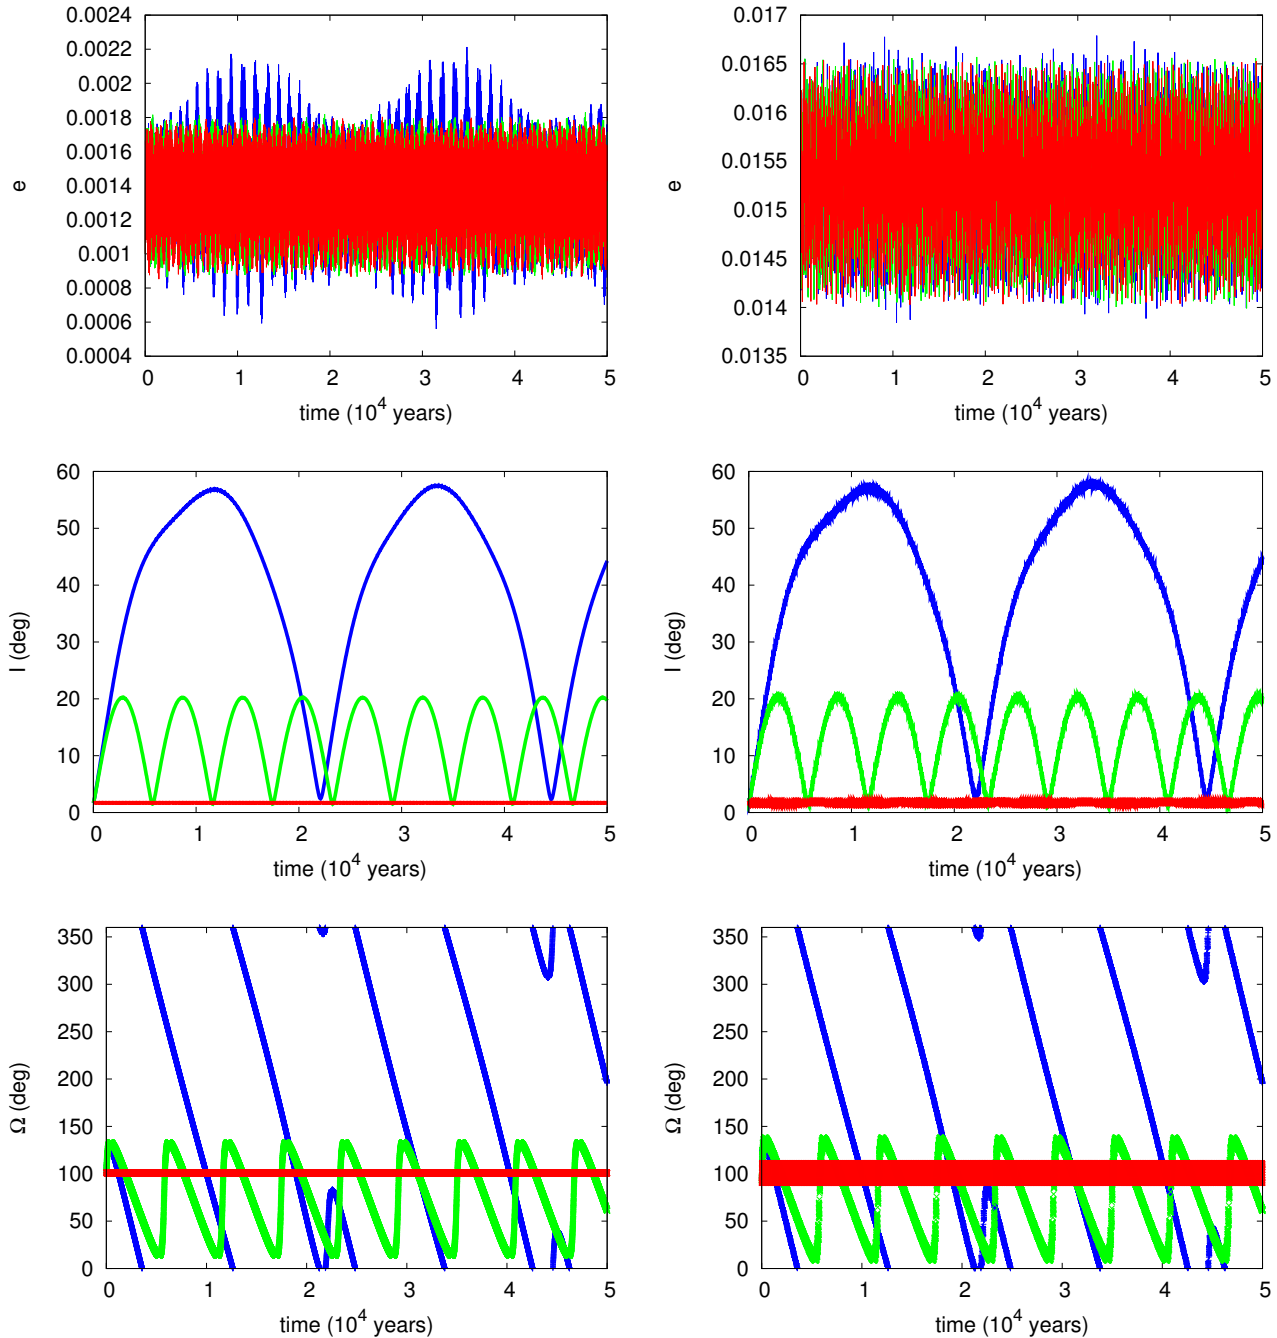 0.0024
0.0022
0.002
0.0018
0.0016
0.0014
0.0012
0.001
0.0008
0.0006
0.0004
e
0 1 2 3 4 5
time (10^4 years)
0.017
0.0165
0.016
0.0155
0.015
0.0145
0.014
0.0135
e
0 1 2 3 4 5
time (10^4 years)
60
50
40
30
20
10
0
I (deg)
0 1 2 3 4 5
time (10^4 years)
60
50
40
30
20
10
0
I (deg)
0 1 2 3 4 5
time (10^4 years)
350
300
250
200
150
100
50
0
Ω (deg)
0 1 2 3 4 5
time (10^4 years)
350
300
250
200
150
100
50
0
Ω (deg)
0 1 2 3 4 5
time (10^4 years)